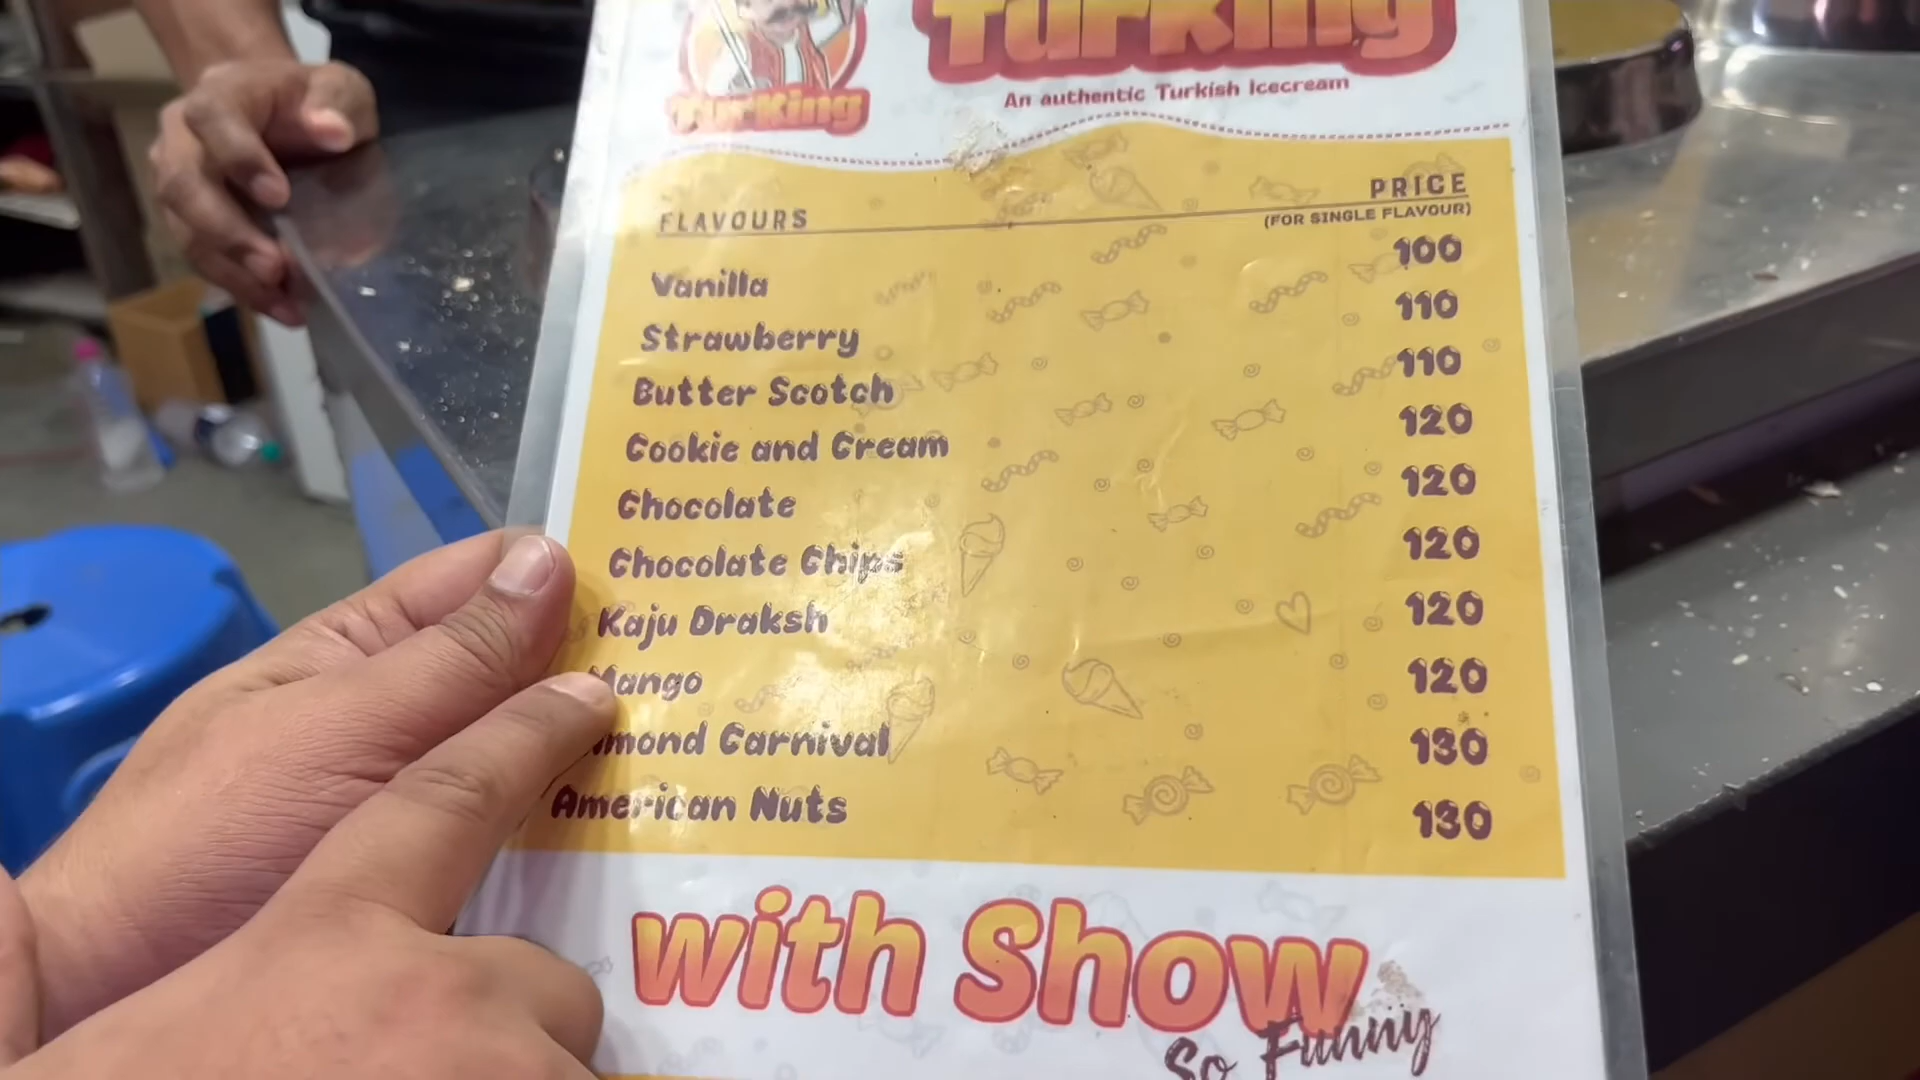 TurKing
TurKing
An authentic Turkish Icecream
FLAVOURS
PRICE
(FOR SINGLE FLAVOUR)
Vanilla 100
Strawberry 110
Butter Scotch 110
Cookie and Cream 120
Chocolate 120
Chocolate Chips 120
Kaju Draksh 120
Mango 120
lmond Carnival 130
American Nuts 130
with Show
So Funny